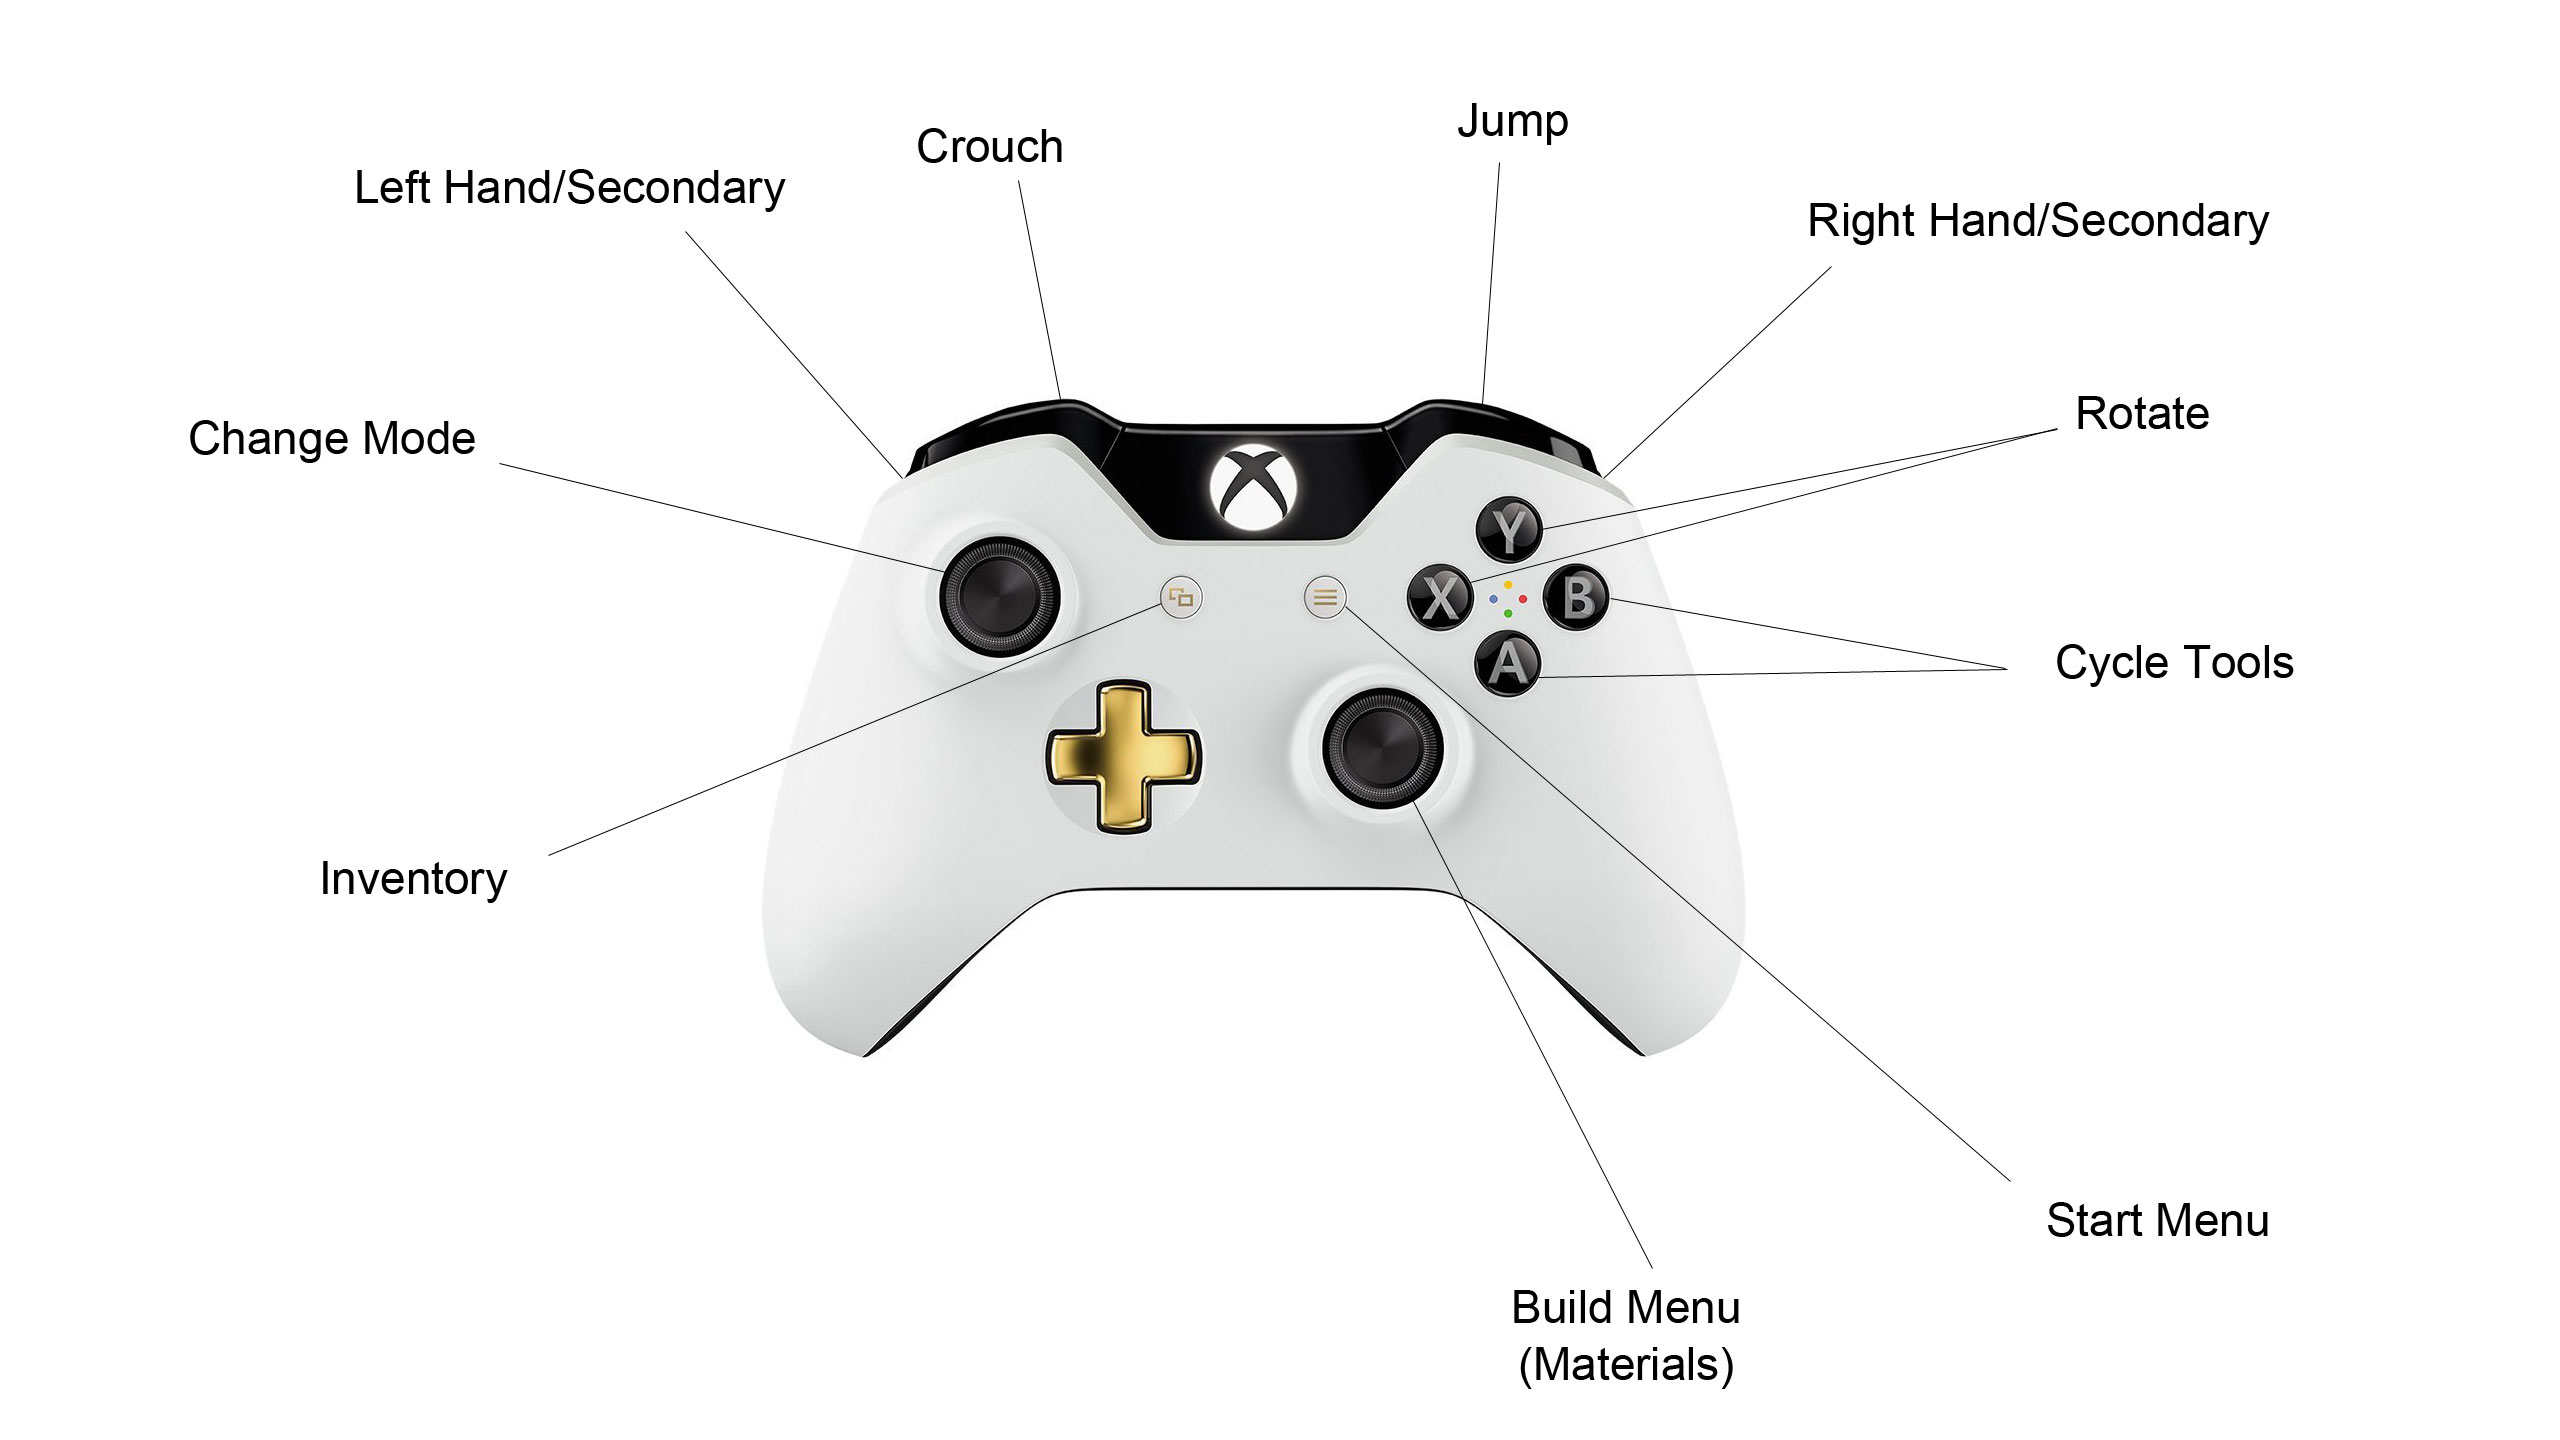 Jump
Crouch
Left Hand/Secondary
Right Hand/Secondary
Rotate
Change Mode
Y
X
B
A
Cycle Tools
Inventory
Start Menu
Build Menu
(Materials)